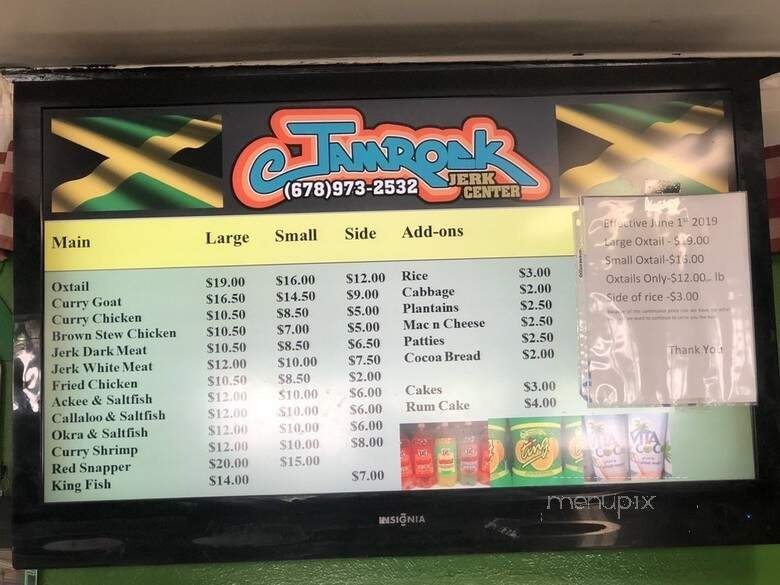 JAMROCK
JERK
(678)973-2532 CENTER
Main Large Small Side Add-ons
Oxtail $19.00 $16.00 $12.00 Rice $3.00
Curry Goat $16.50 $14.50 $9.00 Cabbage $2.00
Curry Chicken $10.50 $8.50 $5.00 Plantains $2.50
Brown Stew Chicken $10.50 $7.00 $5.00 Mac n Cheese $2.50
Jerk Dark Meat $10.50 $8.50 $6.50 Patties $2.50
Jerk White Meat $12.00 $10.00 $7.50 Cocoa Bread $2.00
Fried Chicken $10.50 $8.50 $2.00
Ackee & Saltfish $12.00 $10.00 $6.00 Cakes $3.00
Callaloo & Saltfish $12.00 $10.00 $6.00 Rum Cake $4.00
Okra & Saltfish $12.00 $10.00 $6.00
Curry Shrimp $12.00 $10.00 $8.00
Red Snapper $20.00 $15.00
King Fish $14.00 $7.00
Effective June 1st 2019
Large Oxtail - $19.00
Small Oxtail-$16.00
Oxtails Only-$12.00.. lb
Side of rice -$3.00
Thank You
Ting
VITA
COCO
VITA
COCO
menupix
INSIGNIA